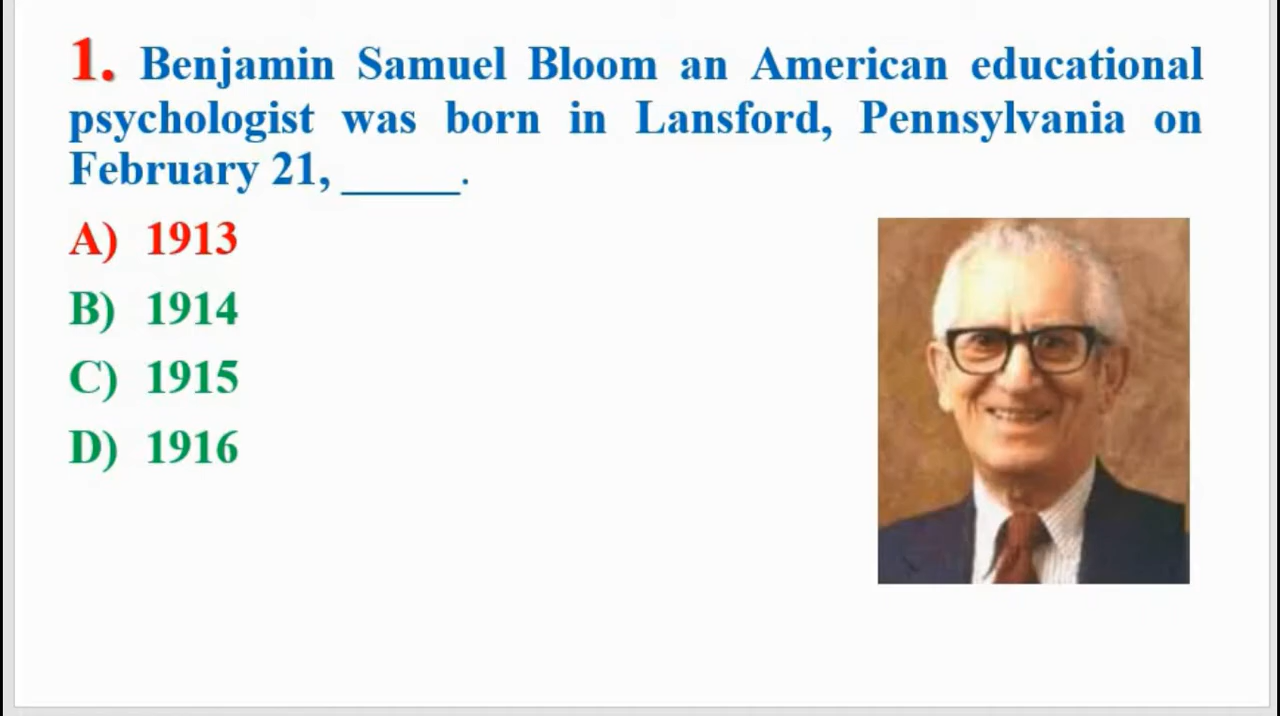 1. Benjamin Samuel Bloom an American educational
psychologist was born in Lansford, Pennsylvania on
February 21, _____.
A) 1913
B) 1914
C) 1915
D) 1916